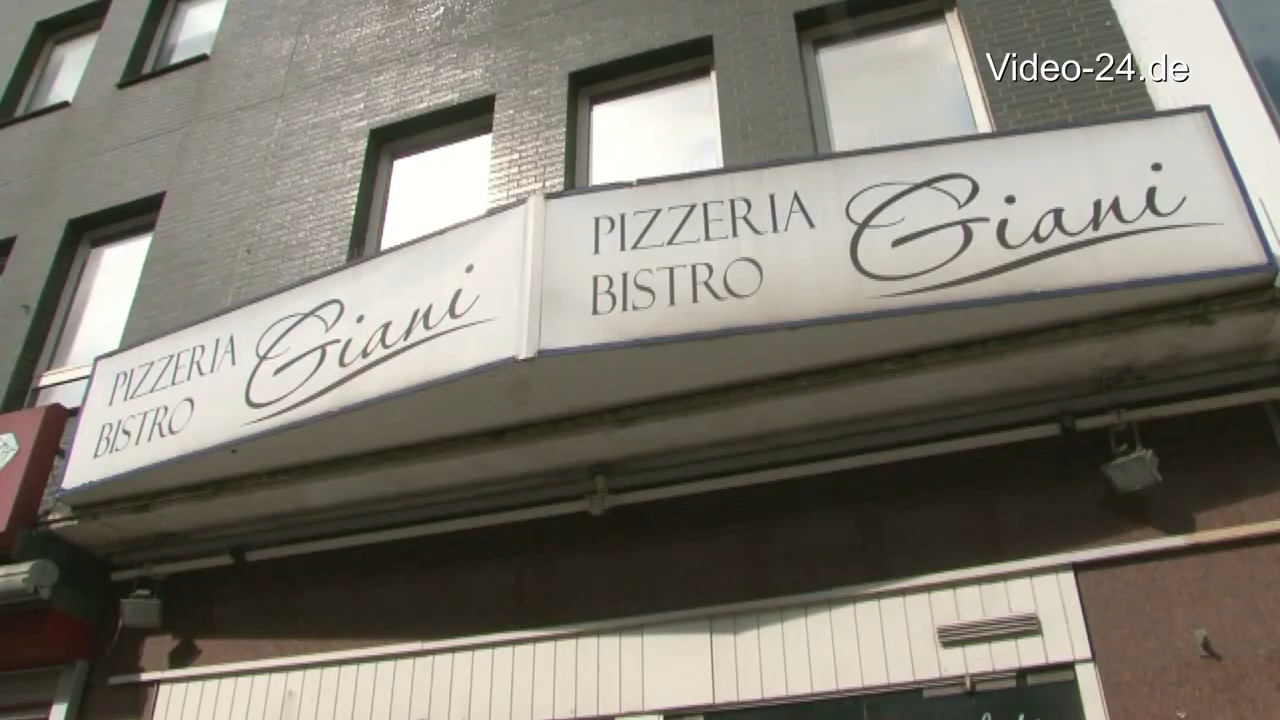 Video-24.de
PIZZERIA
BISTRO
Giani
PIZZERIA
BISTRO
Giani